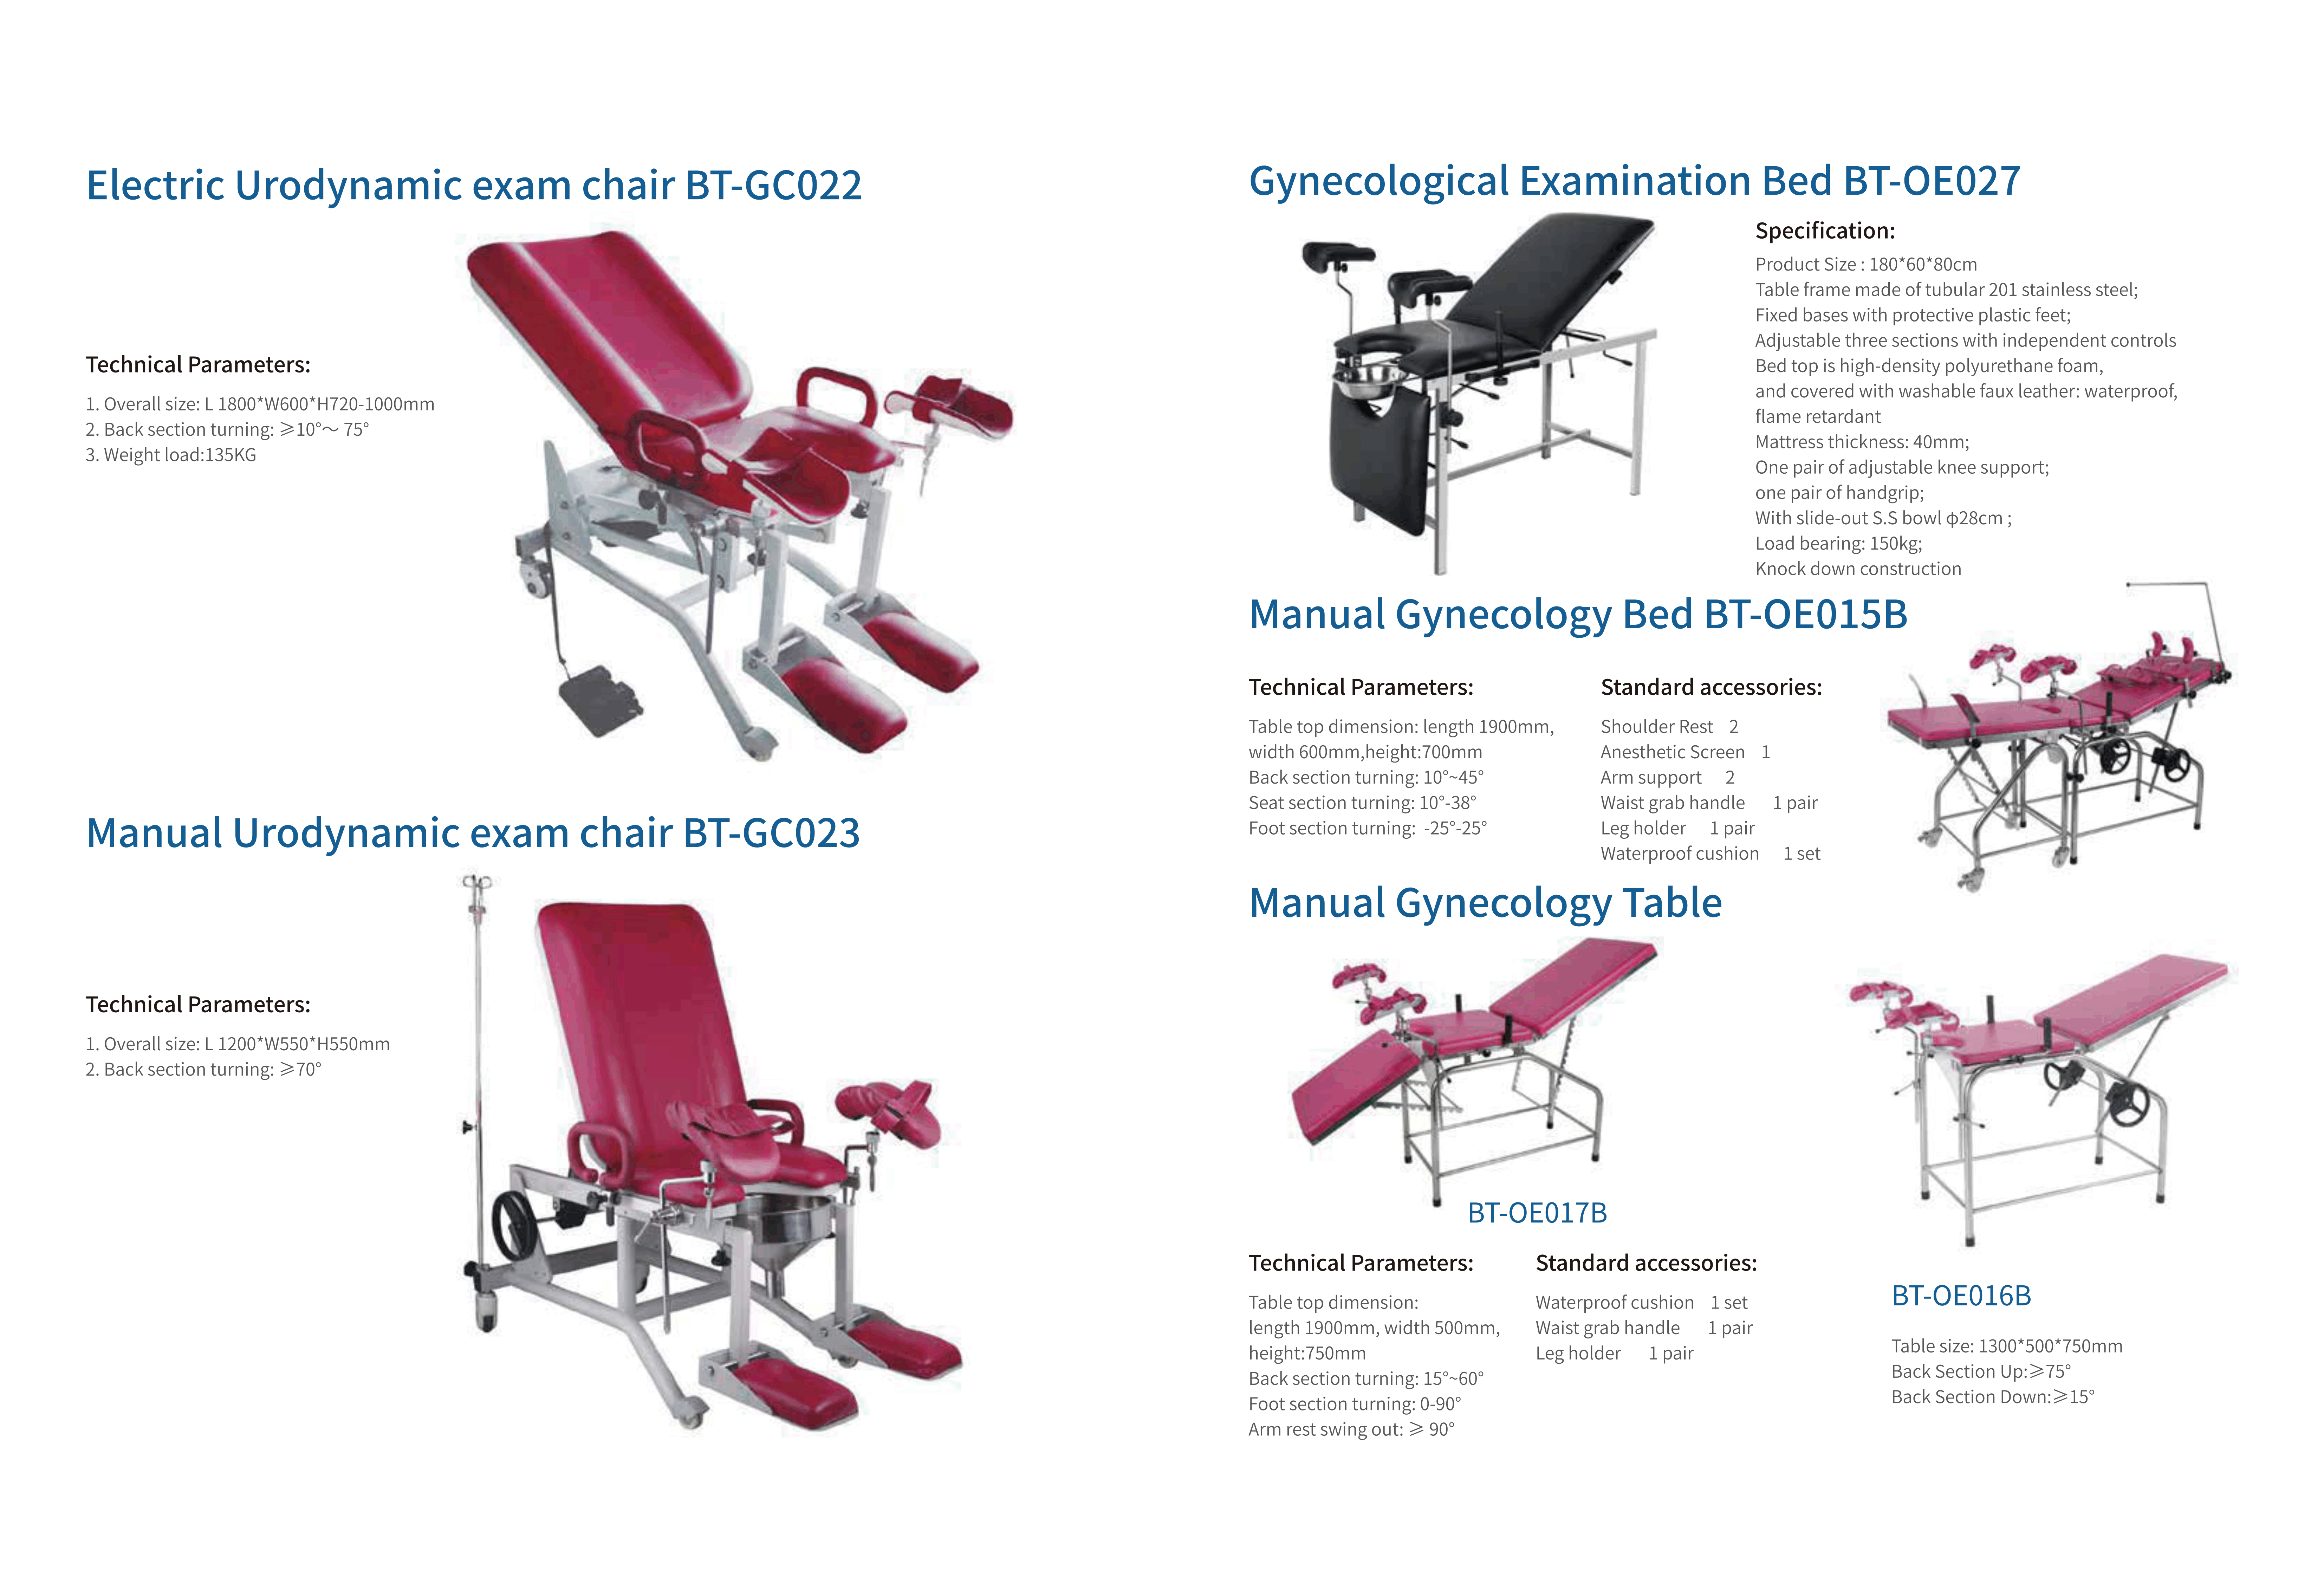 Electric Urodynamic exam chair BT-GC022
Technical Parameters:
1. Overall size: L 1800*W600*H720-1000mm
2. Back section turning: ≥10°～ 75°
3. Weight load:135KG
Manual Urodynamic exam chair BT-GC023
Technical Parameters:
1. Overall size: L 1200*W550*H550mm
2. Back section turning: ≥70°
Gynecological Examination Bed BT-OE027
Specification:
Product Size : 180*60*80cm
Table frame made of tubular 201 stainless steel;
Fixed bases with protective plastic feet;
Adjustable three sections with independent controls
Bed top is high-density polyurethane foam,
and covered with washable faux leather: waterproof,
flame retardant
Mattress thickness: 40mm;
One pair of adjustable knee support;
one pair of handgrip;
With slide-out S.S bowl φ28cm ;
Load bearing: 150kg;
Knock down construction
Manual Gynecology Bed BT-OE015B
Technical Parameters:
Table top dimension: length 1900mm,
width 600mm,height:700mm
Back section turning: 10°~45°
Seat section turning: 10°-38°
Foot section turning: -25°-25°
Standard accessories:
Shoulder Rest 2
Anesthetic Screen 1
Arm support 2
Waist grab handle 1 pair
Leg holder 1 pair
Waterproof cushion 1 set
Manual Gynecology Table
BT-OE017B
Technical Parameters:
Table top dimension:
length 1900mm, width 500mm,
height:750mm
Back section turning: 15°~60°
Foot section turning: 0-90°
Arm rest swing out: ≥ 90°
Standard accessories:
Waterproof cushion 1 set
Waist grab handle 1 pair
Leg holder 1 pair
BT-OE016B
Table size: 1300*500*750mm
Back Section Up:≥75°
Back Section Down:≥15°